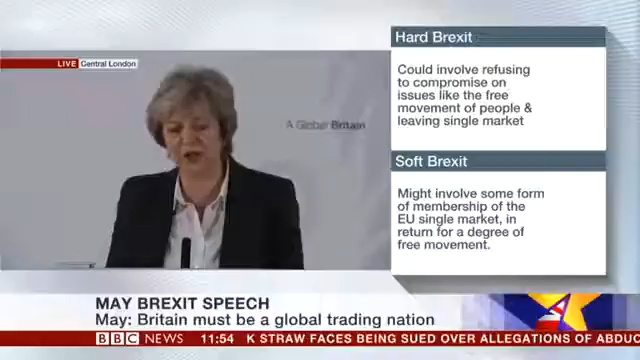 LIVE Central London
A Global Britain
Hard Brexit
Could involve refusing
to compromise on
issues like the free
movement of people &
leaving single market
Soft Brexit
Might involve some form
of membership of the
EU single market, in
return for a degree of
free movement.
MAY BREXIT SPEECH
May: Britain must be a global trading nation
BBC NEWS 11:54 K STRAW FACES BEING SUED OVER ALLEGATIONS OF ABDUC